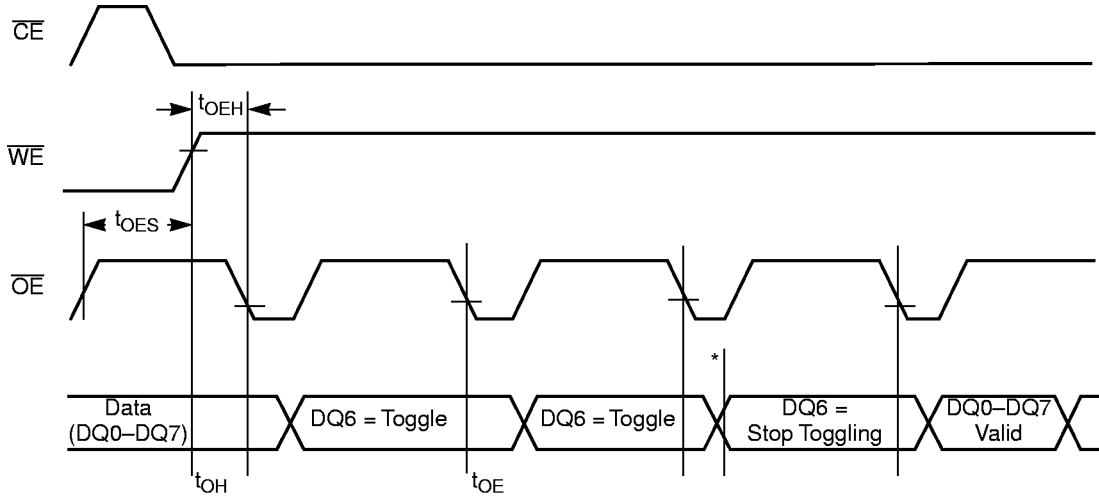 CE
tOEH
WE
tOES
OE
*
Data
(DQ0–DQ7)
DQ6 = Toggle
DQ6 = Toggle
DQ6 =
Stop Toggling
DQ0–DQ7
Valid
tOH
tOE